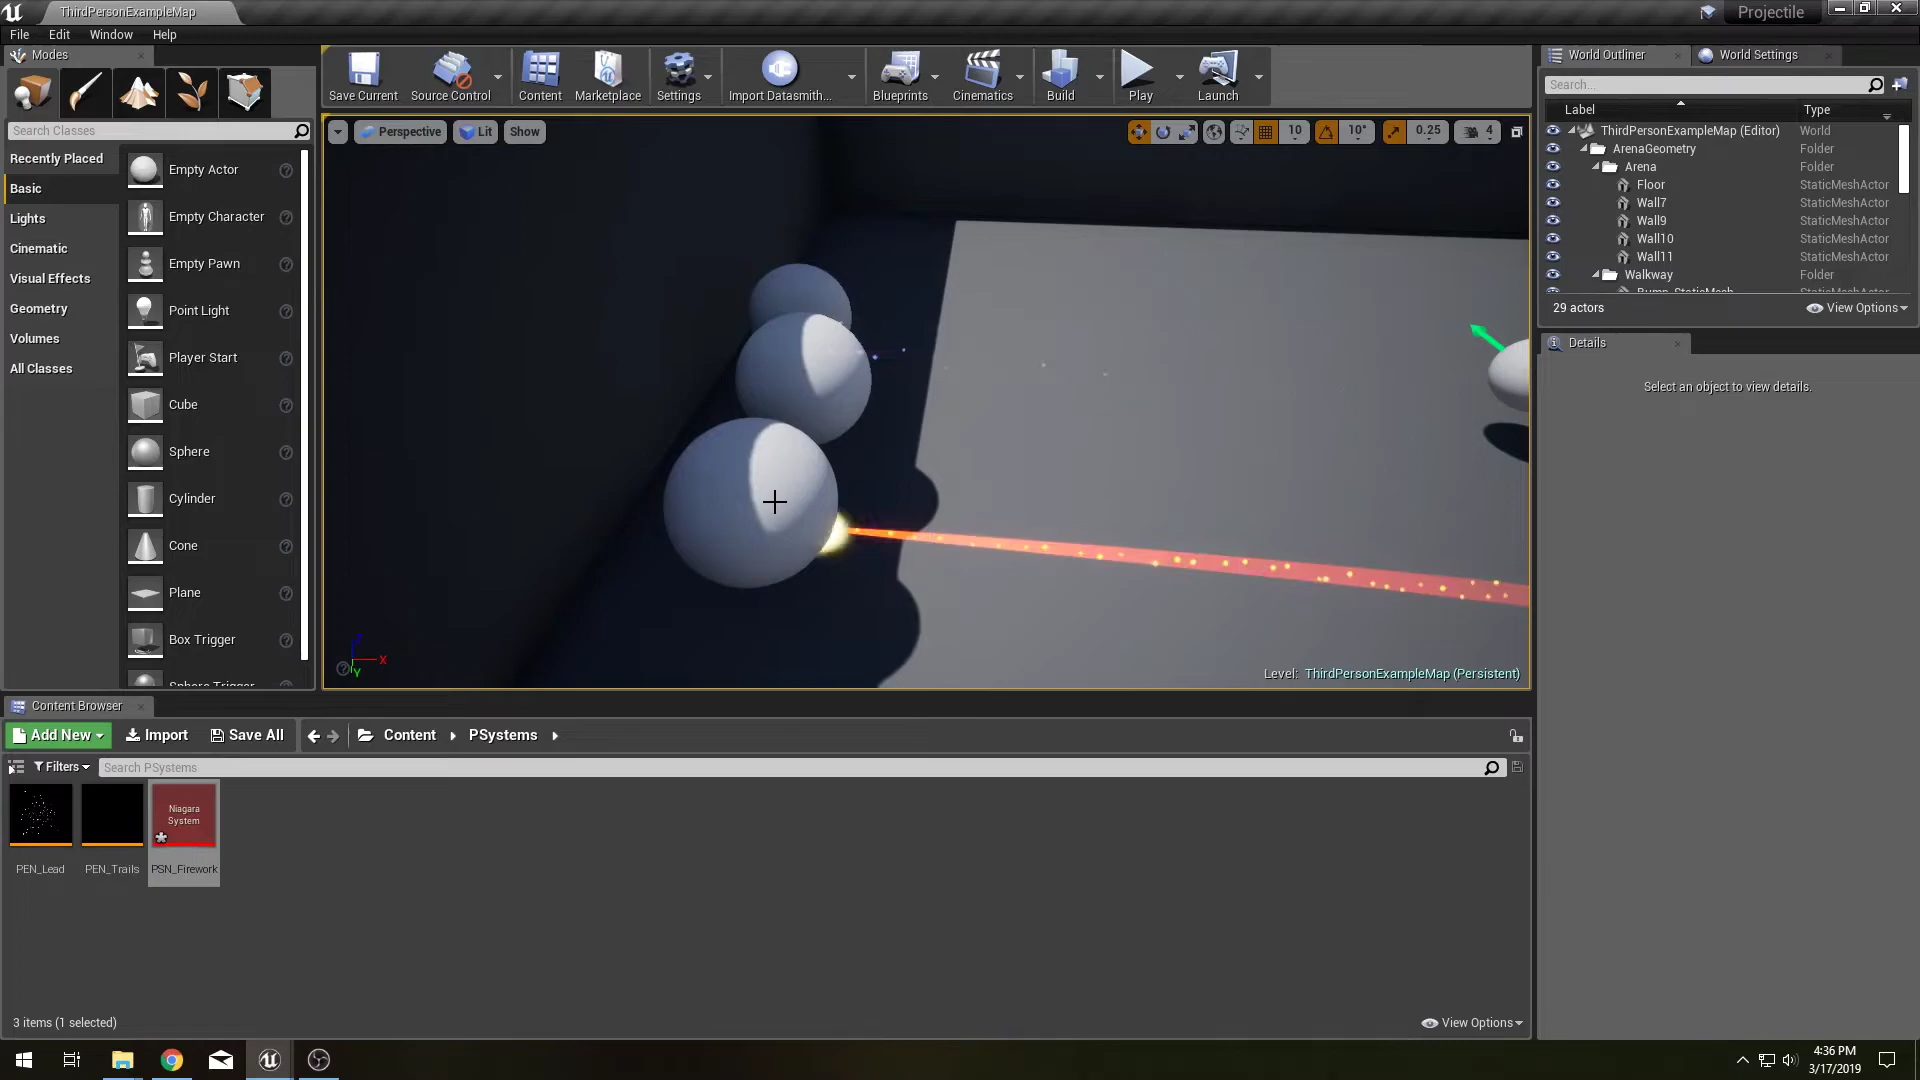 ThirdPersonExampleMap
Projectile
File Edit Window Help
Modes
Save Current
Source Control
Content
Marketplace
Settings
Import Datasmith...
Blueprints
Cinematics
Build
Play
Launch
World Outliner
World Settings
Search...
Label
Type
Search Classes
Recently Placed
Basic
Lights
Cinematic
Visual Effects
Geometry
Volumes
All Classes
Empty Actor
Empty Character
Empty Pawn
Point Light
Player Start
Cube
Sphere
Cylinder
Cone
Plane
Box Trigger
Sphere Trigger
Perspective
Lit
Show
10
10°
0.25
4
ThirdPersonExampleMap (Editor) World
ArenaGeometry Folder
Arena Folder
Floor StaticMeshActor
Wall7 StaticMeshActor
Wall9 StaticMeshActor
Wall10 StaticMeshActor
Wall11 StaticMeshActor
Walkway Folder
29 actors
View Options
Details
Select an object to view details.
X
Y
Level: ThirdPersonExampleMap (Persistent)
Content Browser
Add New
Import
Save All
Content
PSystems
Filters
Search PSystems
Niagara
System
PEN_Lead
PEN_Trails
PSN_Firework
3 items (1 selected)
View Options
4:36 PM
3/17/2019